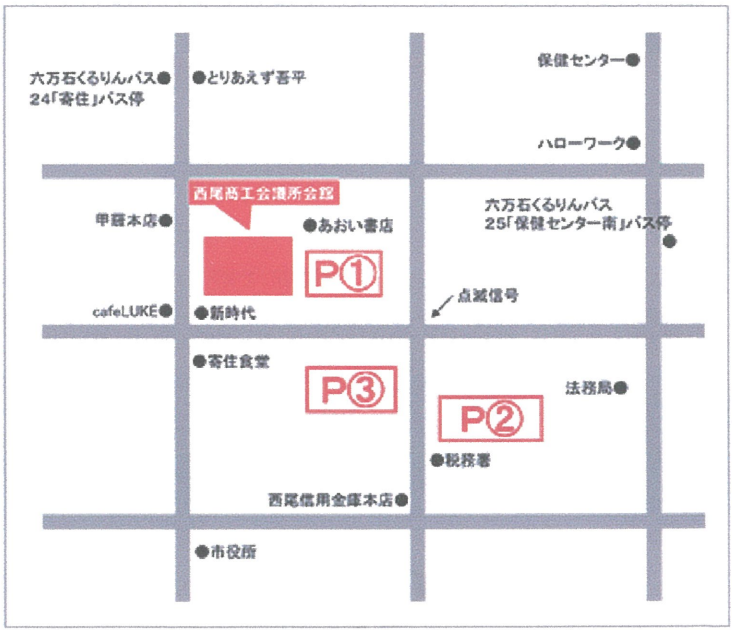 六万石くるりんバス
24「寄住」バス停
とりあえず吾平
保健センター
ハローワーク
西尾商工会議所会館
甲羅本店
あおい書店
六万石くるりんバス
25「保健センター南」バス停
P①
cafeLUKE
新時代
点滅信号
寄住食堂
P③
法務局
P②
税務署
西尾信用金庫本店
市役所